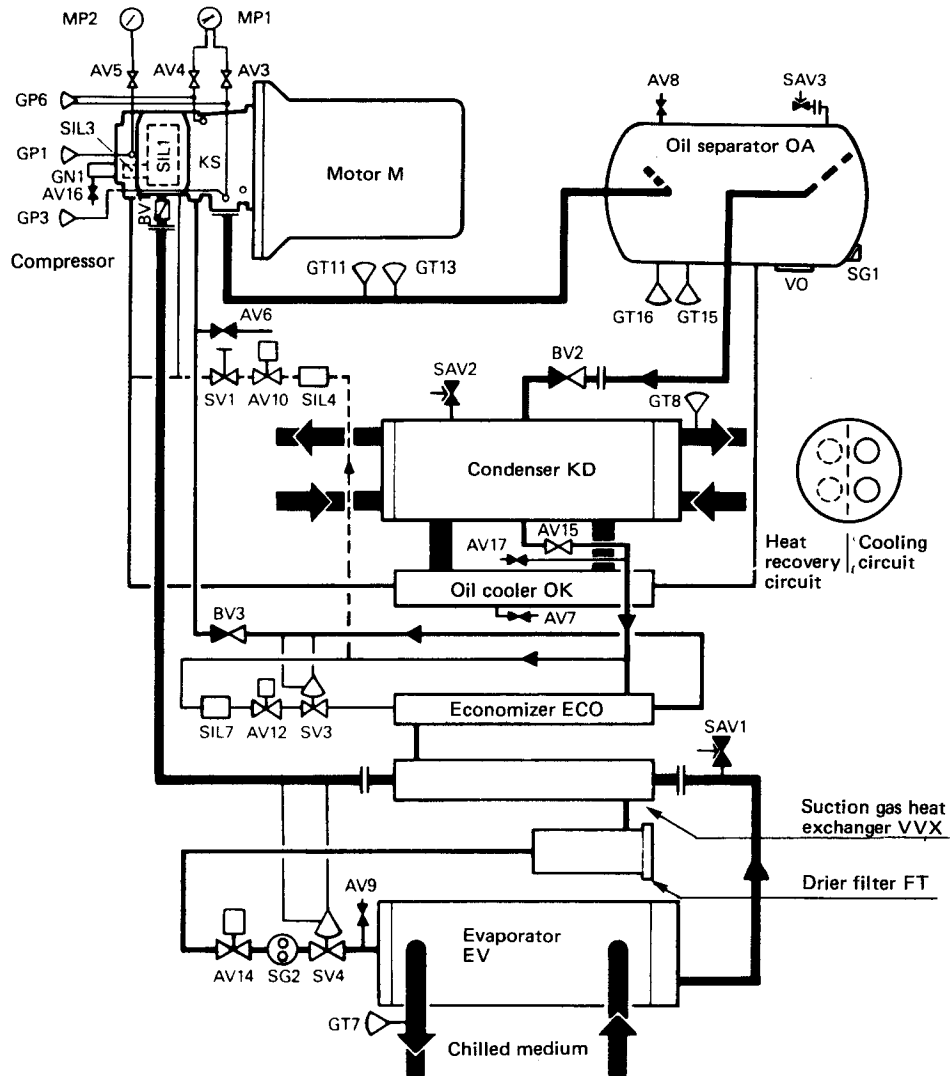 MP2
MP1
AV5
AV4
AV3
AV8
SAV3
GP6
SIL3
GP1
SIL1
KS
GN1
AV16
GP3
BV
Motor M
Oil separator OA
Compressor
GT11
GT13
GT16
GT15
VO
SG1
AV6
SV1
AV10
SIL4
SAV2
BV2
GT8
Condenser KD
AV15
AV17
Heat
recovery
circuit
Cooling
circuit
Oil cooler OK
AV7
BV3
Economizer ECO
SIL7
AV12
SV3
SAV1
Suction gas heat
exchanger VVX
Drier filter FT
AV9
Evaporator
EV
AV14
SG2
SV4
GT7
Chilled medium